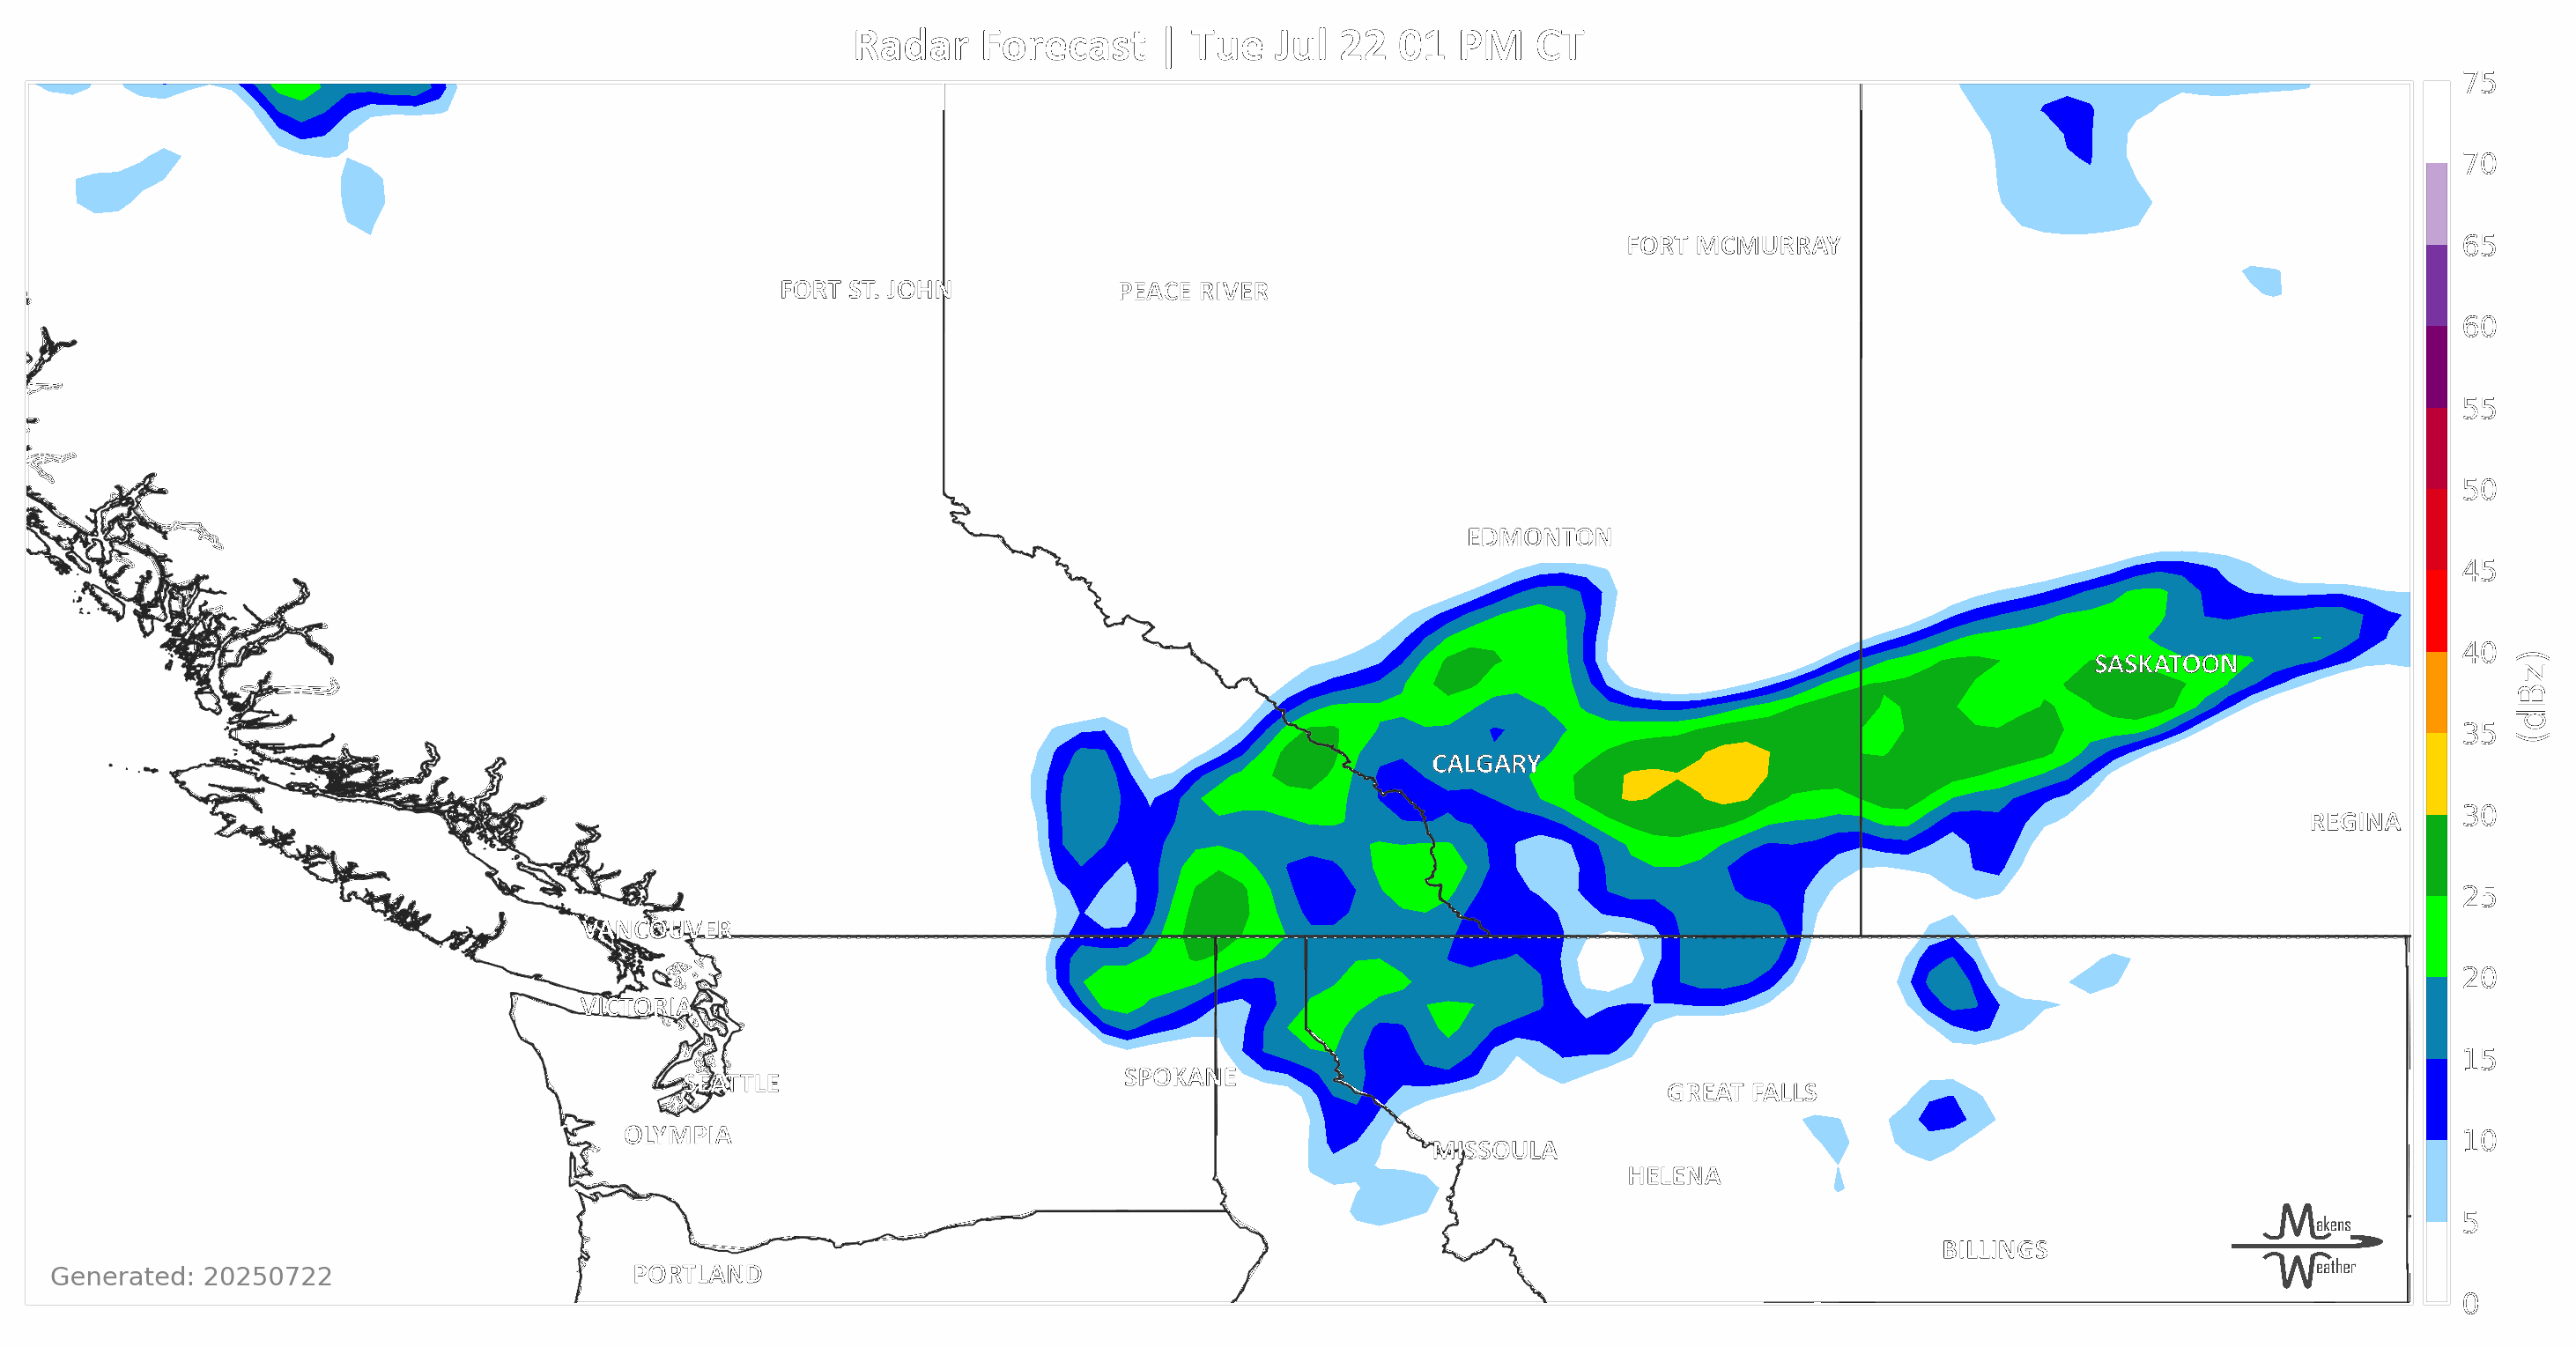 Radar Forecast | Tue Jul 22 01 PM CT
75
70
65
60
55
50
45
40
35
30
25
20
15
10
5
0
(dBz)
FORT MCMURRAY
FORT ST. JOHN
PEACE RIVER
EDMONTON
SASKATOON
CALGARY
REGINA
VANCOUVER
VICTORIA
SEATTLE
SPOKANE
GREAT FALLS
OLYMPIA
MISSOULA
HELENA
BILLINGS
PORTLAND
Generated: 20250722
Makens
Weather